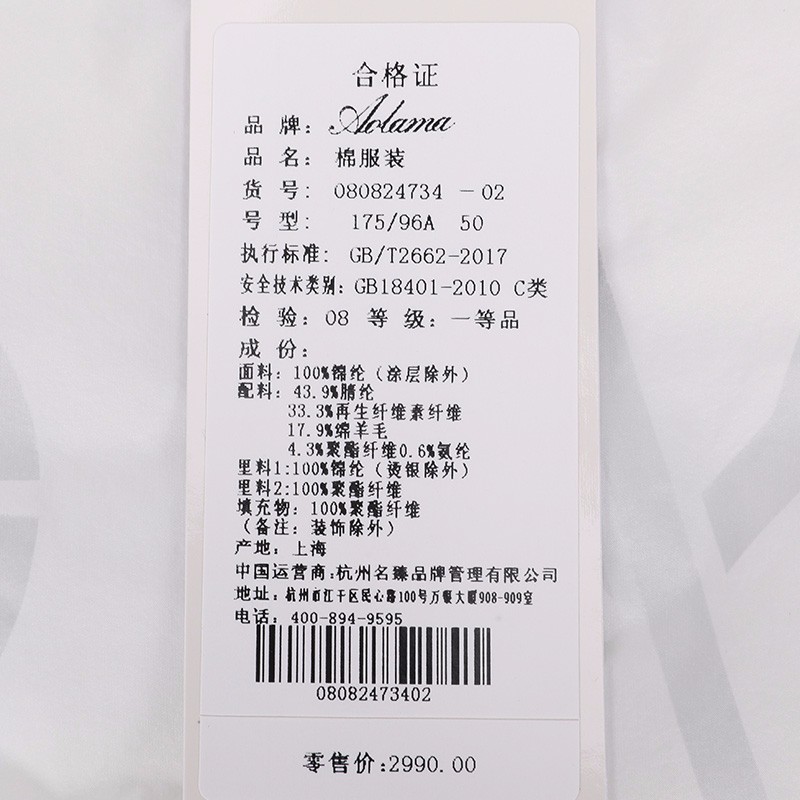 合格证
品 牌: Aolama
品 名: 棉服装
货 号: 080824734 -02
号 型: 175/96A 50
执行标准: GB/T2662-2017
安全技术类别: GB18401-2010 C类
检 验: 08 等 级: 一等品
成 份:
面料: 100%锦纶(涂层除外)
配料: 43.9%腈纶
33.3%再生纤维素纤维
17.9%绵羊毛
4.3%聚酯纤维0.6%氨纶
里料1:100%锦纶(烫银除外)
里料2:100%聚酯纤维
填充物: 100%聚酯纤维
(备注: 装饰除外)
产地: 上海
中国运营商:杭州名臻品牌管理有限公司
地址: 杭州市江干区民心路100号万银大厦908-909室
电话: 400-894-9595
08082473402
零售价:2990.00